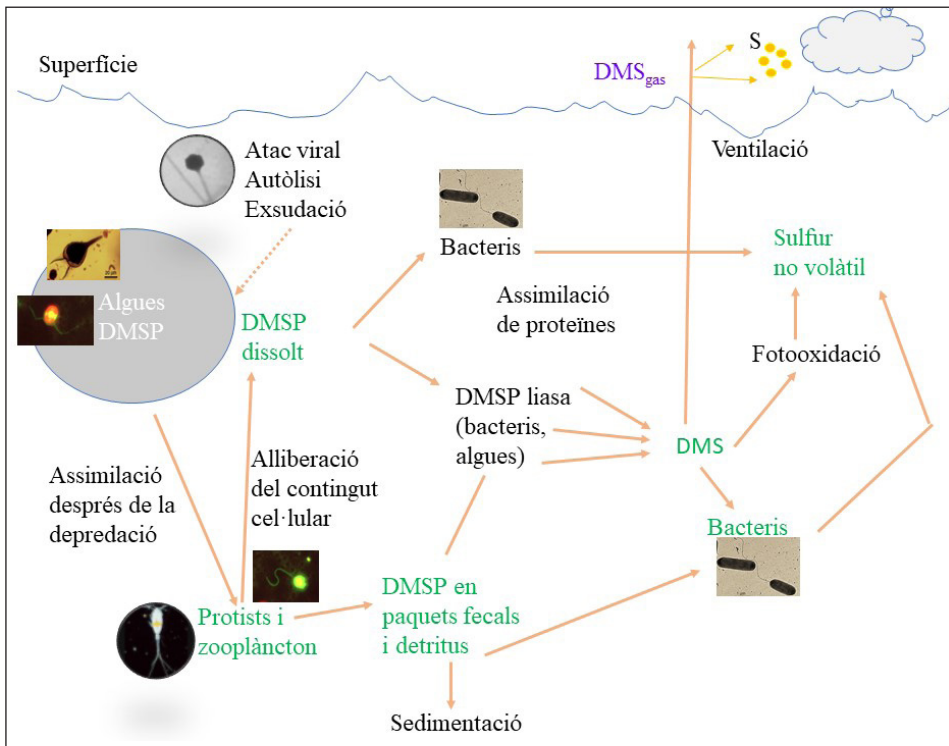 Superfície
DMSgas
S
Ventilació
Atac viral
Autòlisi
Exsudació
Bacteris
Sulfur
no volàtil
Algues
DMSP
DMSP
dissolt
Assimilació
de proteïnes
Fotooxidació
DMSP liasa
(bacteris,
algues)
DMS
Assimilació
després de la
depredació
Alliberació
del contingut
cel·lular
Bacteris
Protists i
zooplàncton
DMSP en
paquets fecals
i detritus
Sedimentació